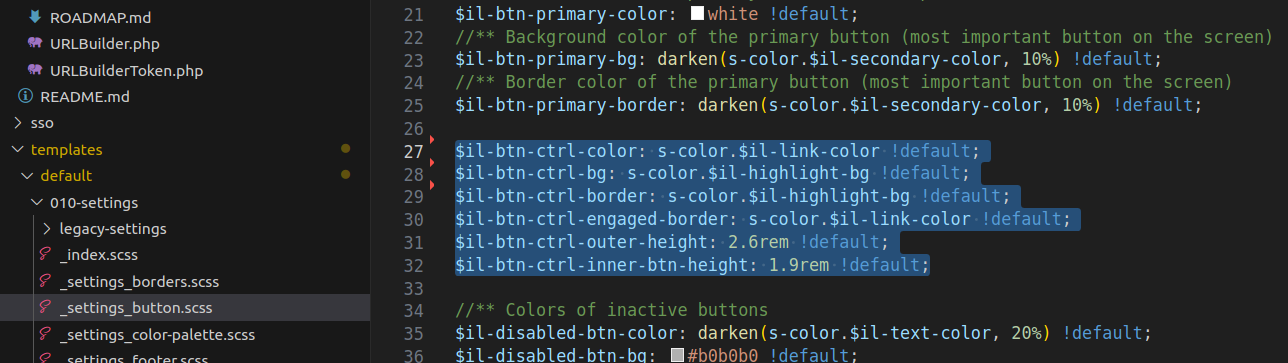 ROADMAP.md
URLBuilder.php
URLBuilderToken.php
README.md
sso
templates
default
010-settings
legacy-settings
_index.scss
_settings_borders.scss
_settings_button.scss
_settings_color-palette.scss
_settings_footer.scss
21 $il-btn-primary-color: white !default;
22 //** Background color of the primary button (most important button on the screen)
23 $il-btn-primary-bg: darken(s-color.$il-secondary-color, 10%) !default;
24 //** Border color of the primary button (most important button on the screen)
25 $il-btn-primary-border: darken(s-color.$il-secondary-color, 10%) !default;
26
27 $il-btn-ctrl-color: s-color.$il-link-color !default;
28 $il-btn-ctrl-bg: s-color.$il-highlight-bg !default;
29 $il-btn-ctrl-border: s-color.$il-highlight-bg !default;
30 $il-btn-ctrl-engaged-border: s-color.$il-link-color !default;
31 $il-btn-ctrl-outer-height: 2.6rem !default;
32 $il-btn-ctrl-inner-btn-height: 1.9rem !default;
33
34 //** Colors of inactive buttons
35 $il-disabled-btn-color: darken(s-color.$il-text-color, 20%) !default;
36 $il-disabled-btn-bg: #b0b0b0 !default;